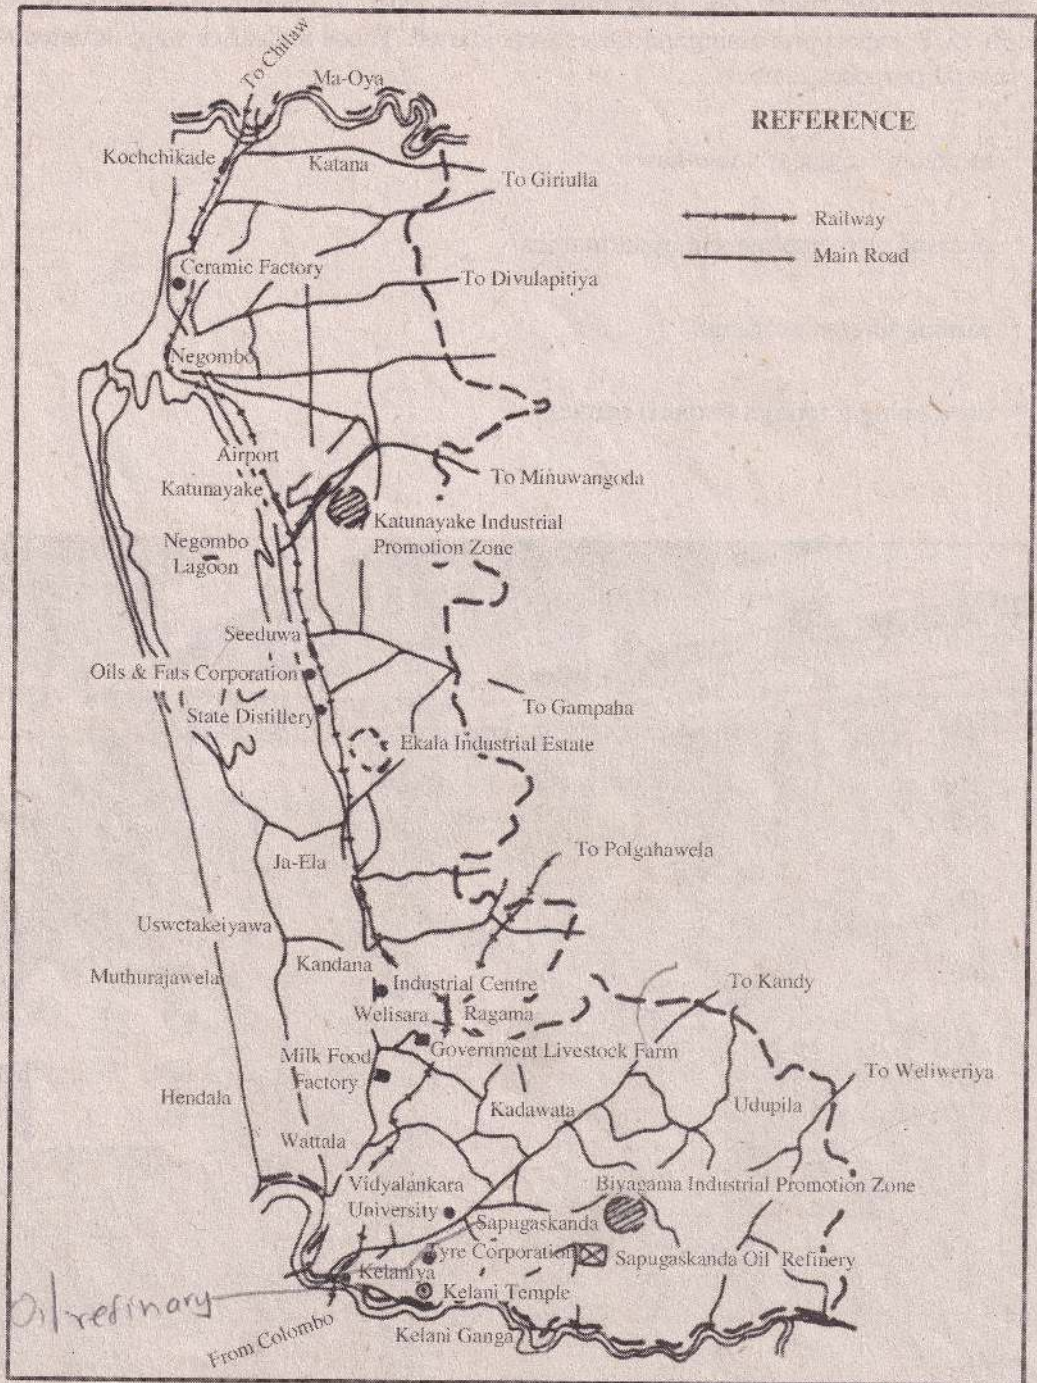 To Chilaw
Ma-Oya
REFERENCE
Kochchikade
Katana
To Giriulla
Railway
Main Road
Ceramic Factory
To Divulapitiya
Negombo
Airport
Katunayake
To Minuwangoda
Katunayake Industrial
Promotion Zone
Negombo
Lagoon
Seeduwa
Oils & Fats Corporation
State Distillery
To Gampaha
Ekala Industrial Estate
To Polgahawela
Ja-Ela
Uswetakeiyawa
Kandana
Muthurajawela
Industrial Centre
To Kandy
Welisara
Ragama
Government Livestock Farm
Milk Food
Factory
To Weliweriya
Hendala
Kadawata
Udupila
Wattala
Vidyalankara
University
Biyagama Industrial Promotion Zone
Sapugaskanda
Tyre Corporation
Sapugaskanda Oil Refinery
Kelaniya
Kelani Temple
Oil refinary
From Colombo
Kelani Ganga